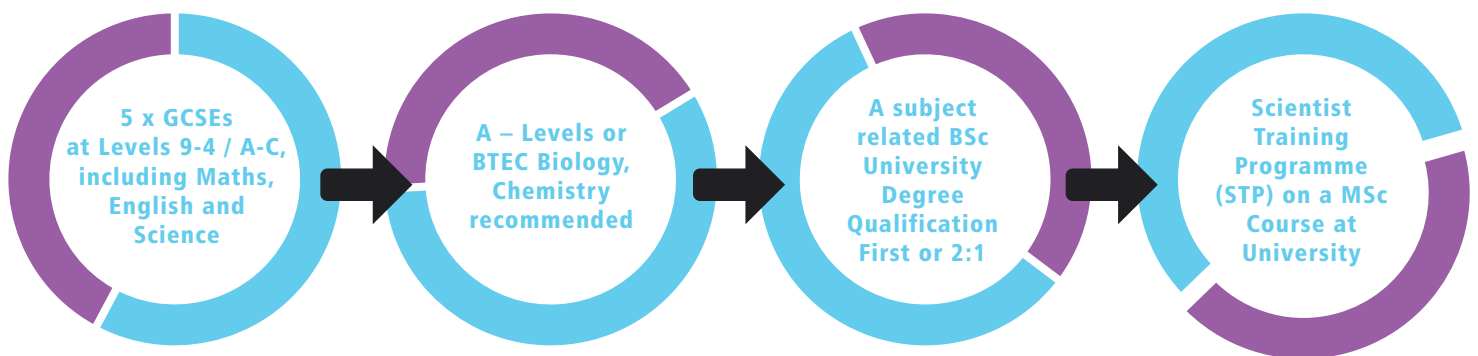 5 x GCSEs
at Levels 9-4 / A-C,
including Maths,
English and
Science
A – Levels or
BTEC Biology,
Chemistry
recommended
A subject
related BSc
University
Degree
Qualification
First or 2:1
Scientist
Training
Programme
(STP) on a MSc
Course at
University